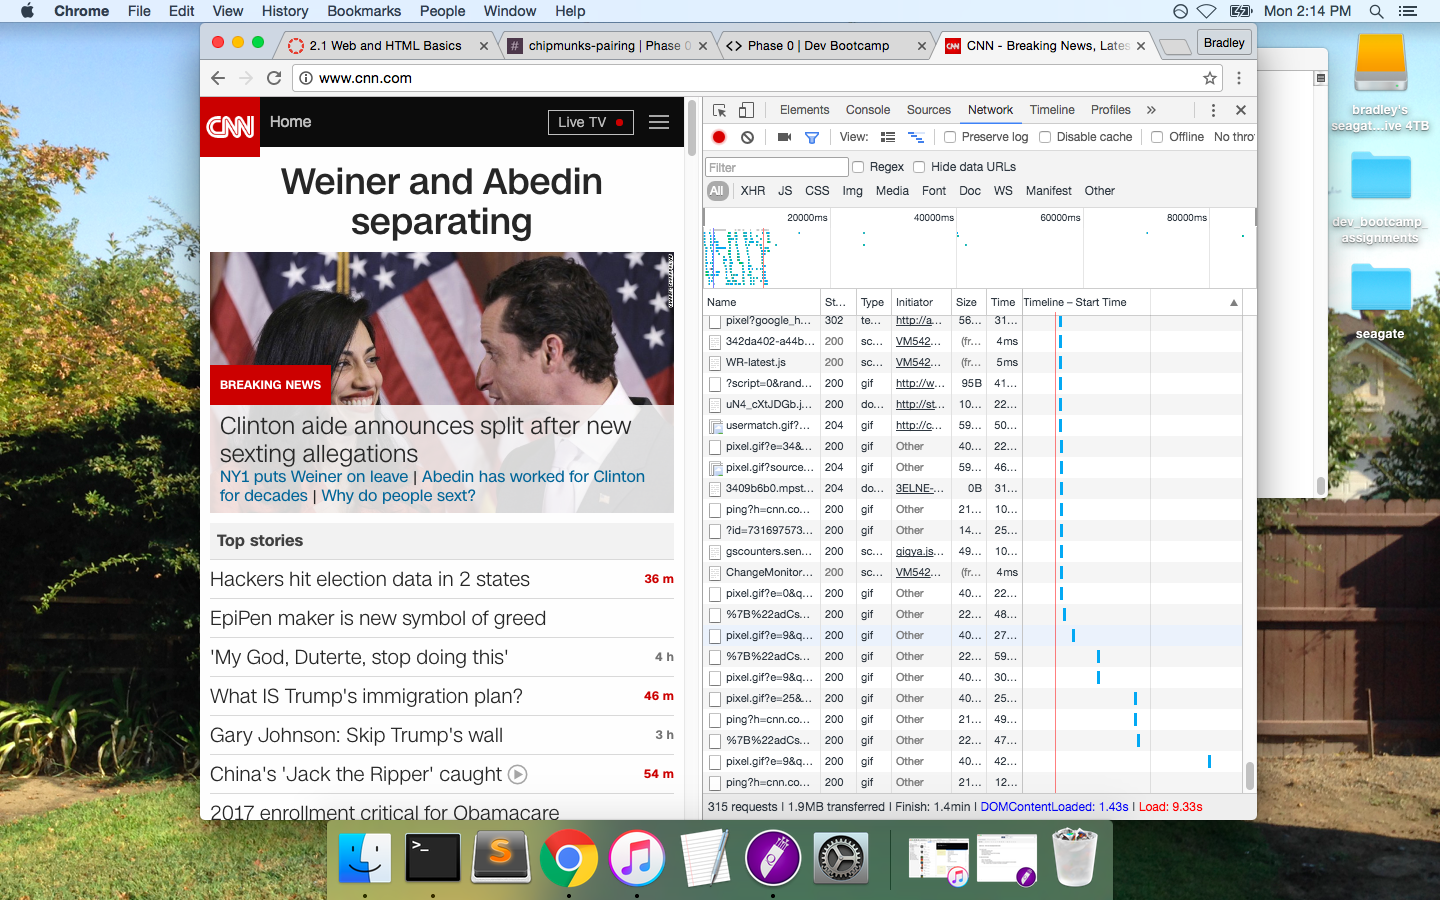 Chrome File Edit View History Bookmarks People Window Help Mon 2:14 PM
2.1 Web and HTML Basics
chipmunks-pairing | Phase 0
Phase 0 | Dev Bootcamp
CNN - Breaking News, Lates
Bradley
www.cnn.com
CNN Home Live TV
Weiner and Abedin
separating
BREAKING NEWS
Clinton aide announces split after new
sexting allegations
NY1 puts Weiner on leave | Abedin has worked for Clinton
for decades | Why do people sext?
Top stories
Hackers hit election data in 2 states 36 m
EpiPen maker is new symbol of greed
'My God, Duterte, stop doing this' 4 h
What IS Trump's immigration plan? 46 m
Gary Johnson: Skip Trump's wall 3 h
China's 'Jack the Ripper' caught 54 m
2017 enrollment critical for Obamacare
Elements Console Sources Network Timeline Profiles »
View: Preserve log Disable cache Offline No thro
Filter Regex Hide data URLs
All XHR JS CSS Img Media Font Doc WS Manifest Other
20000ms 40000ms 60000ms 80000ms
Name St... Type Initiator Size Time Timeline – Start Time
pixel?google_h... 302 te... http://a... 56... 31...
342da402-a44b... 200 sc... VM542... (fr... 4ms
WR-latest.js 200 sc... VM542... (fr... 5ms
?script=0&rand... 200 gif http://w... 95B 41...
uN4_cXtJDGb.j... 200 do... http://st... 10... 22...
usermatch.gif?... 204 gif http://c... 59... 50...
pixel.gif?e=34&... 200 gif Other 40... 22...
pixel.gif?source... 204 gif Other 59... 46...
3409b6b0.mpst... 204 do... 3ELNE-... 0B 31...
ping?h=cnn.co... 200 gif Other 21... 10...
?id=731697573... 200 gif Other 14... 25...
gscounters.sen... 200 sc... gigya.js... 49... 10...
ChangeMonitor... 200 sc... VM542... (fr... 4ms
pixel.gif?e=0&q... 200 gif Other 40... 22...
%7B%22adCs... 200 gif Other 22... 48...
pixel.gif?e=9&q... 200 gif Other 40... 27...
%7B%22adCs... 200 gif Other 22... 59...
pixel.gif?e=9&q... 200 gif Other 40... 30...
pixel.gif?e=25&... 200 gif Other 40... 25...
ping?h=cnn.co... 200 gif Other 21... 49...
%7B%22adCs... 200 gif Other 22... 47...
pixel.gif?e=9&q... 200 gif Other 40... 42...
ping?h=cnn.co... 200 gif Other 21... 12...
315 requests | 1.9MB transferred | Finish: 1.4min | DOMContentLoaded: 1.43s | Load: 9.33s
bradley's
seagat...ive 4TB
dev_bootcamp_
assignments
seagate